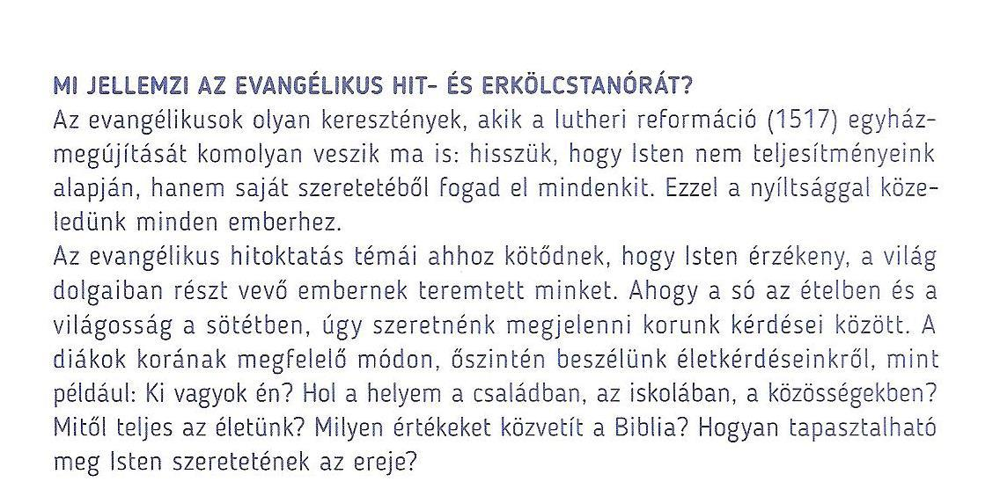 MI JELLEMZI AZ EVANGÉLIKUS HIT- ÉS ERKÖLCSTANÓRÁT?
Az evangélikusok olyan keresztények, akik a lutheri reformáció (1517) egyház-
megújítását komolyan veszik ma is: hisszük, hogy Isten nem teljesítményeink
alapján, hanem saját szeretetéből fogad el mindenkit. Ezzel a nyíltsággal köze-
ledünk minden emberhez.
Az evangélikus hitoktatás témái ahhoz kötődnek, hogy Isten érzékeny, a világ
dolgaiban részt vevő embernek teremtett minket. Ahogy a só az ételben és a
világosság a sötétben, úgy szeretnénk megjelenni korunk kérdései között. A
diákok korának megfelelő módon, őszintén beszélünk életkérdéseinkről, mint
például: Ki vagyok én? Hol a helyem a családban, az iskolában, a közösségekben?
Mitől teljes az életünk? Milyen értékeket közvetít a Biblia? Hogyan tapasztalható
meg Isten szeretetének az ereje?